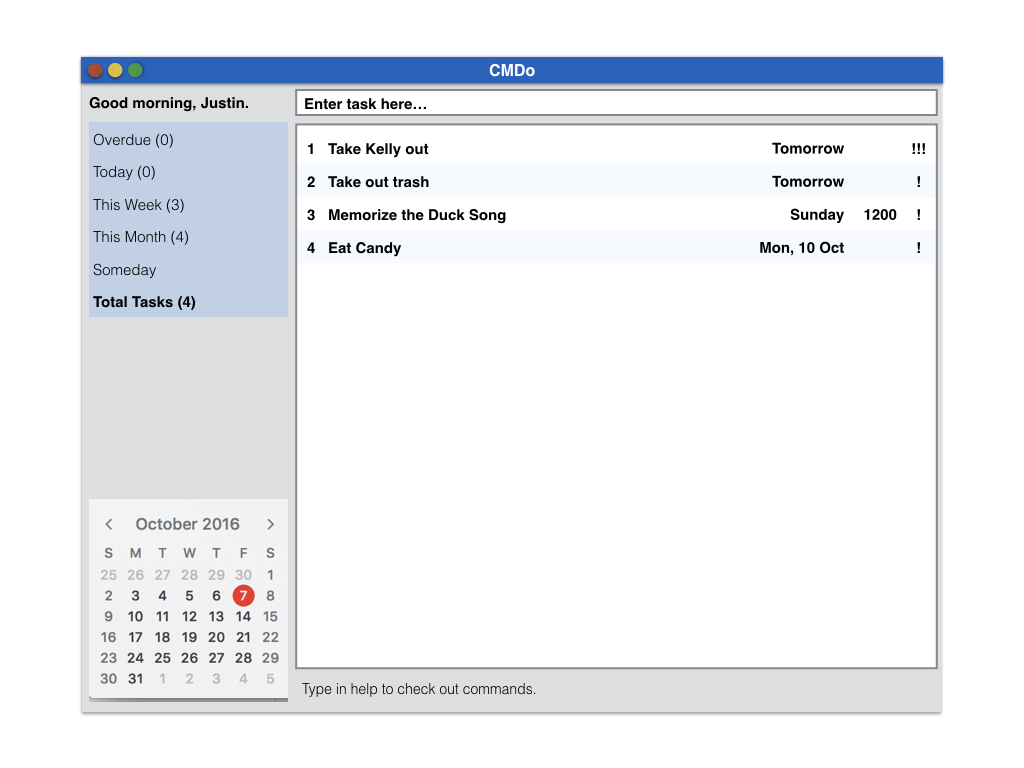 CMDo
Good morning, Justin.
Overdue (0)
Today (0)
This Week (3)
This Month (4)
Someday
Total Tasks (4)
Enter task here...
1 Take Kelly out Tomorrow !!!
2 Take out trash Tomorrow !
3 Memorize the Duck Song Sunday 1200 !
4 Eat Candy Mon, 10 Oct !
October 2016
S M T W T F S
25 26 27 28 29 30 1
2 3 4 5 6 7 8
9 10 11 12 13 14 15
16 17 18 19 20 21 22
23 24 25 26 27 28 29
30 31 1 2 3 4 5
Type in help to check out commands.